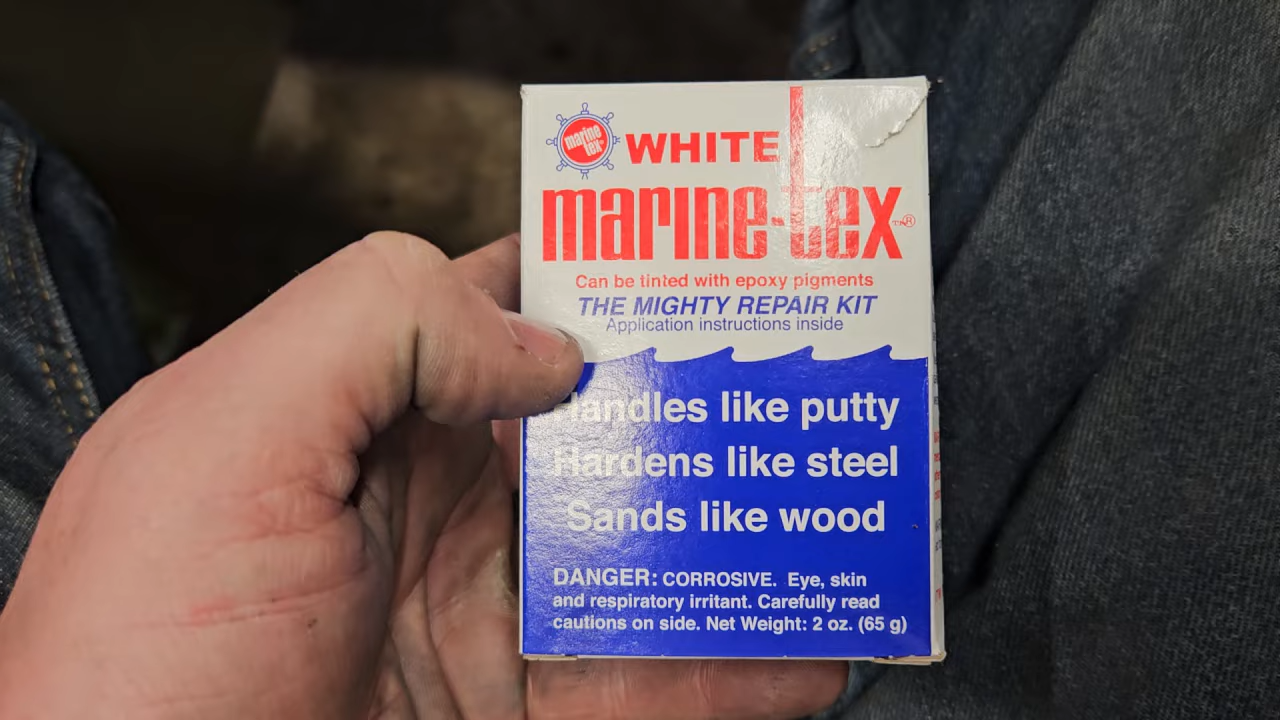 marine
tex
WHITE
marine-tex ™®
Can be tinted with epoxy pigments
THE MIGHTY REPAIR KIT
Application instructions inside
Handles like putty
Hardens like steel
Sands like wood
DANGER: CORROSIVE. Eye, skin
and respiratory irritant. Carefully read
cautions on side. Net Weight: 2 oz. (65 g)